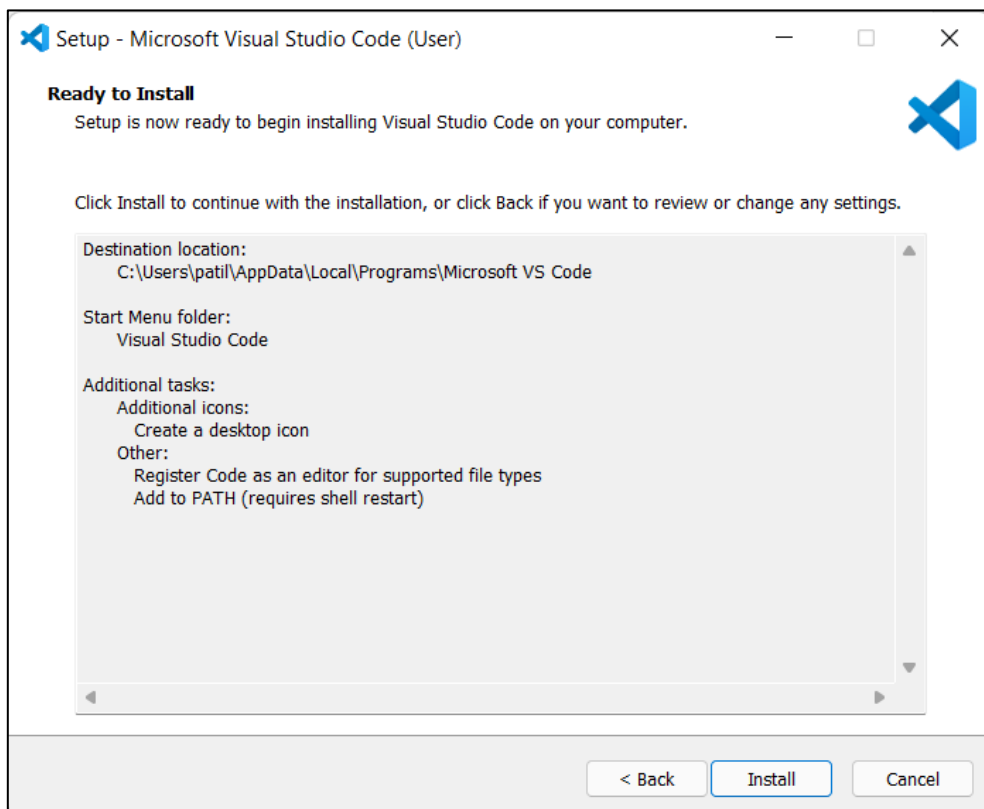 Setup - Microsoft Visual Studio Code (User)
Ready to Install
Setup is now ready to begin installing Visual Studio Code on your computer.
Click Install to continue with the installation, or click Back if you want to review or change any settings.
Destination location:
C:\Users\patil\AppData\Local\Programs\Microsoft VS Code
Start Menu folder:
Visual Studio Code
Additional tasks:
Additional icons:
Create a desktop icon
Other:
Register Code as an editor for supported file types
Add to PATH (requires shell restart)
< Back Install Cancel